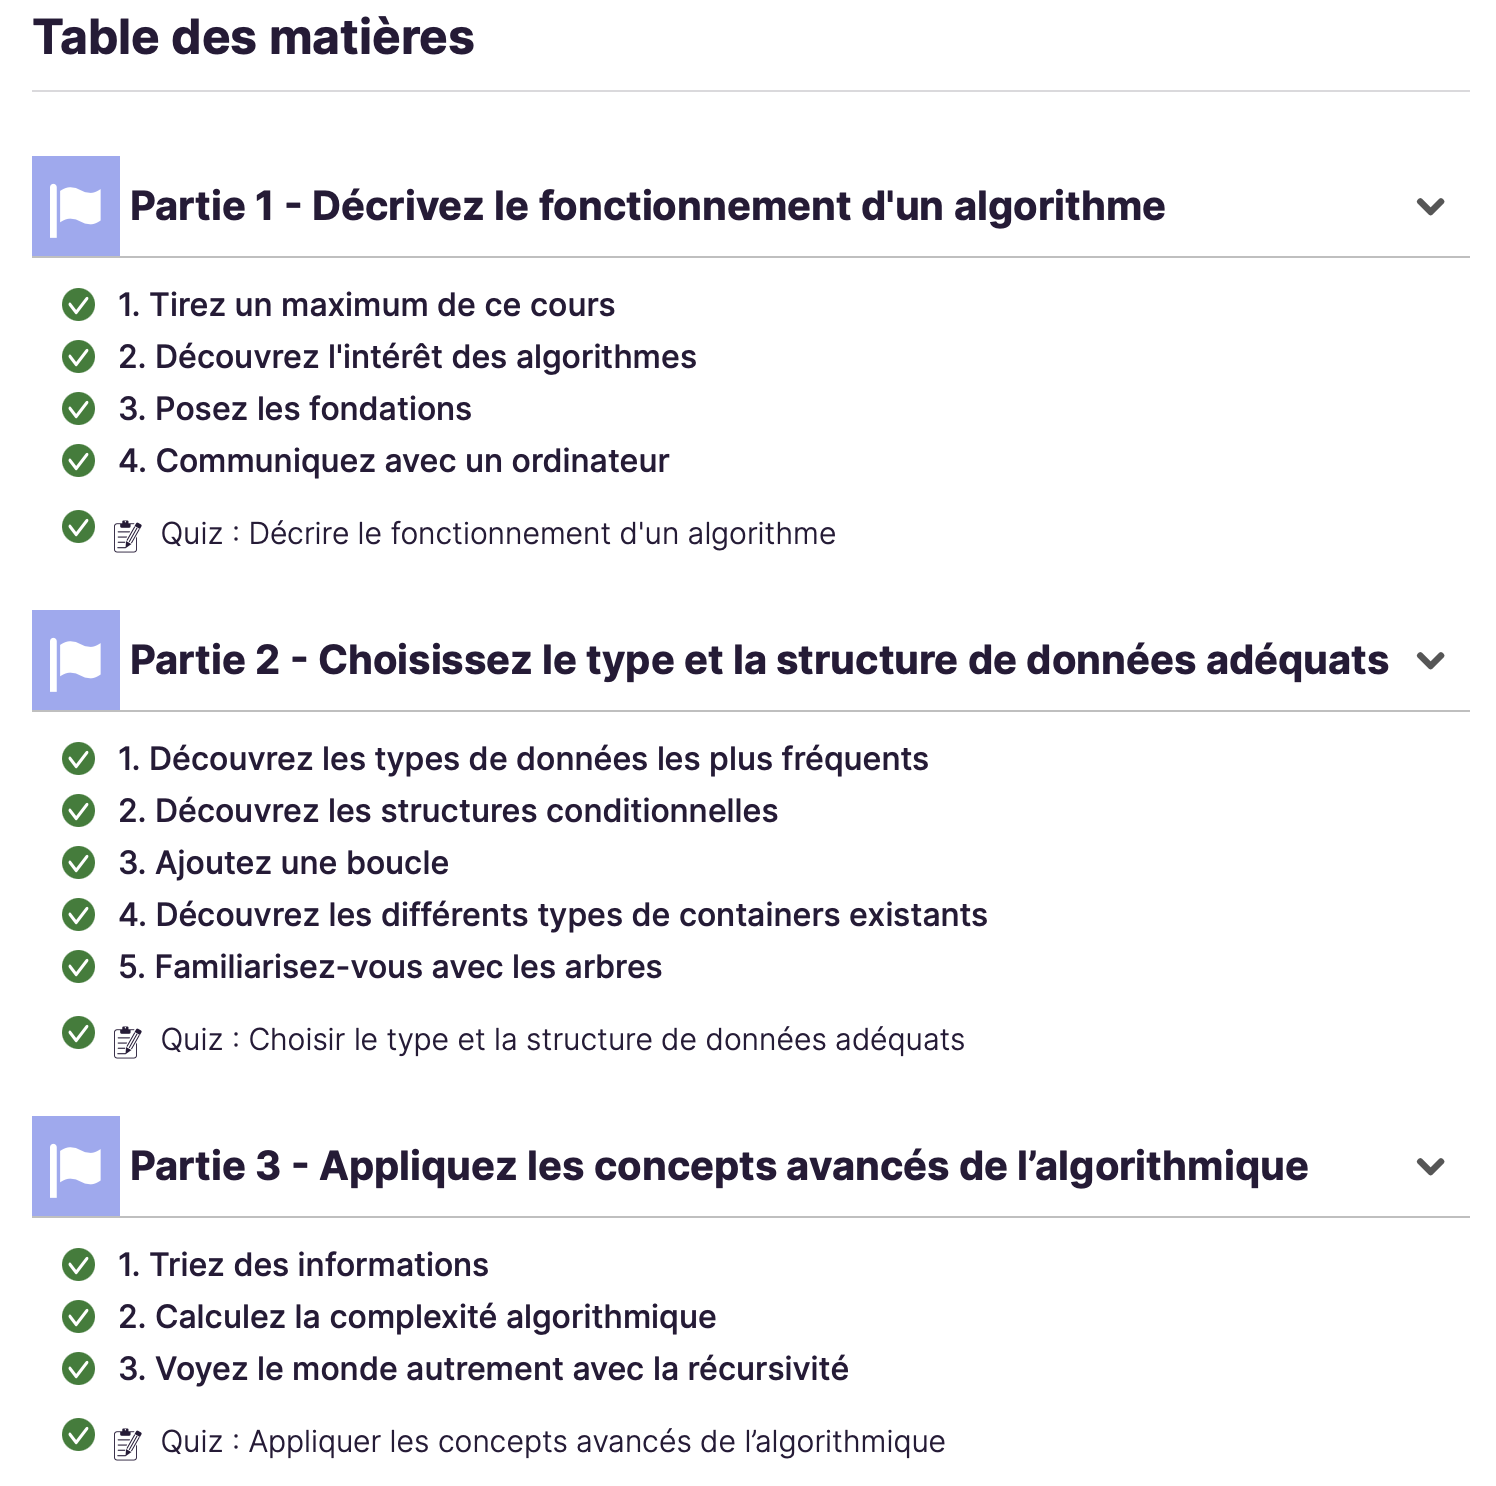 Table des matières
Partie 1 - Décrivez le fonctionnement d'un algorithme
1. Tirez un maximum de ce cours
2. Découvrez l'intérêt des algorithmes
3. Posez les fondations
4. Communiquez avec un ordinateur
Quiz : Décrire le fonctionnement d'un algorithme
Partie 2 - Choisissez le type et la structure de données adéquats
1. Découvrez les types de données les plus fréquents
2. Découvrez les structures conditionnelles
3. Ajoutez une boucle
4. Découvrez les différents types de containers existants
5. Familiarisez-vous avec les arbres
Quiz : Choisir le type et la structure de données adéquats
Partie 3 - Appliquez les concepts avancés de l’algorithmique
1. Triez des informations
2. Calculez la complexité algorithmique
3. Voyez le monde autrement avec la récursivité
Quiz : Appliquer les concepts avancés de l’algorithmique